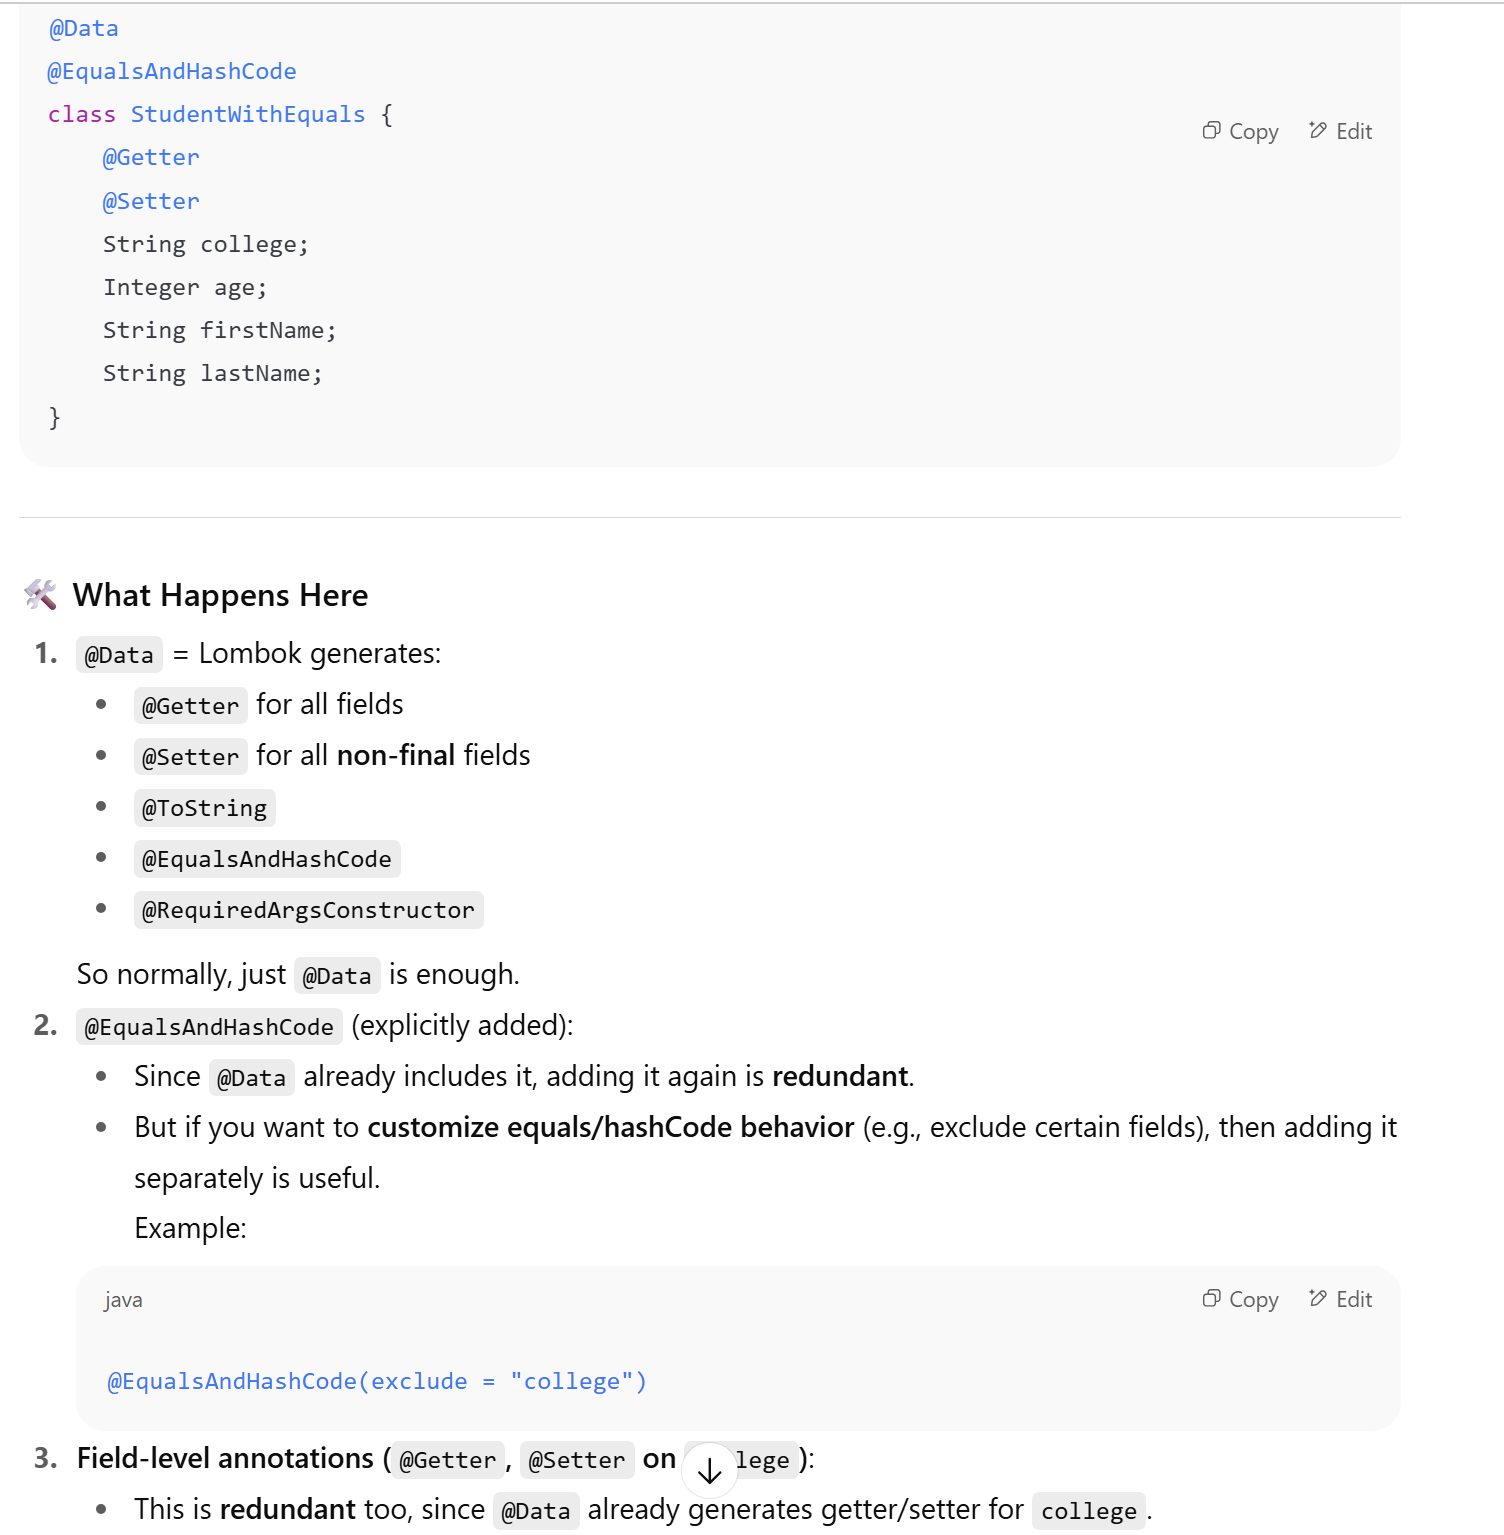 @Data
@EqualsAndHashCode
class StudentWithEquals {
Copy Edit
@Getter
@Setter
String college;
Integer age;
String firstName;
String lastName;
}
What Happens Here
1. @Data = Lombok generates:
• @Getter for all fields
• @Setter for all non-final fields
• @ToString
• @EqualsAndHashCode
• @RequiredArgsConstructor
So normally, just @Data is enough.
2. @EqualsAndHashCode (explicitly added):
• Since @Data already includes it, adding it again is redundant.
• But if you want to customize equals/hashCode behavior (e.g., exclude certain fields), then adding it
separately is useful.
Example:
java Copy Edit
@EqualsAndHashCode(exclude = "college")
3. Field-level annotations (@Getter, @Setter on lege):
• This is redundant too, since @Data already generates getter/setter for college.